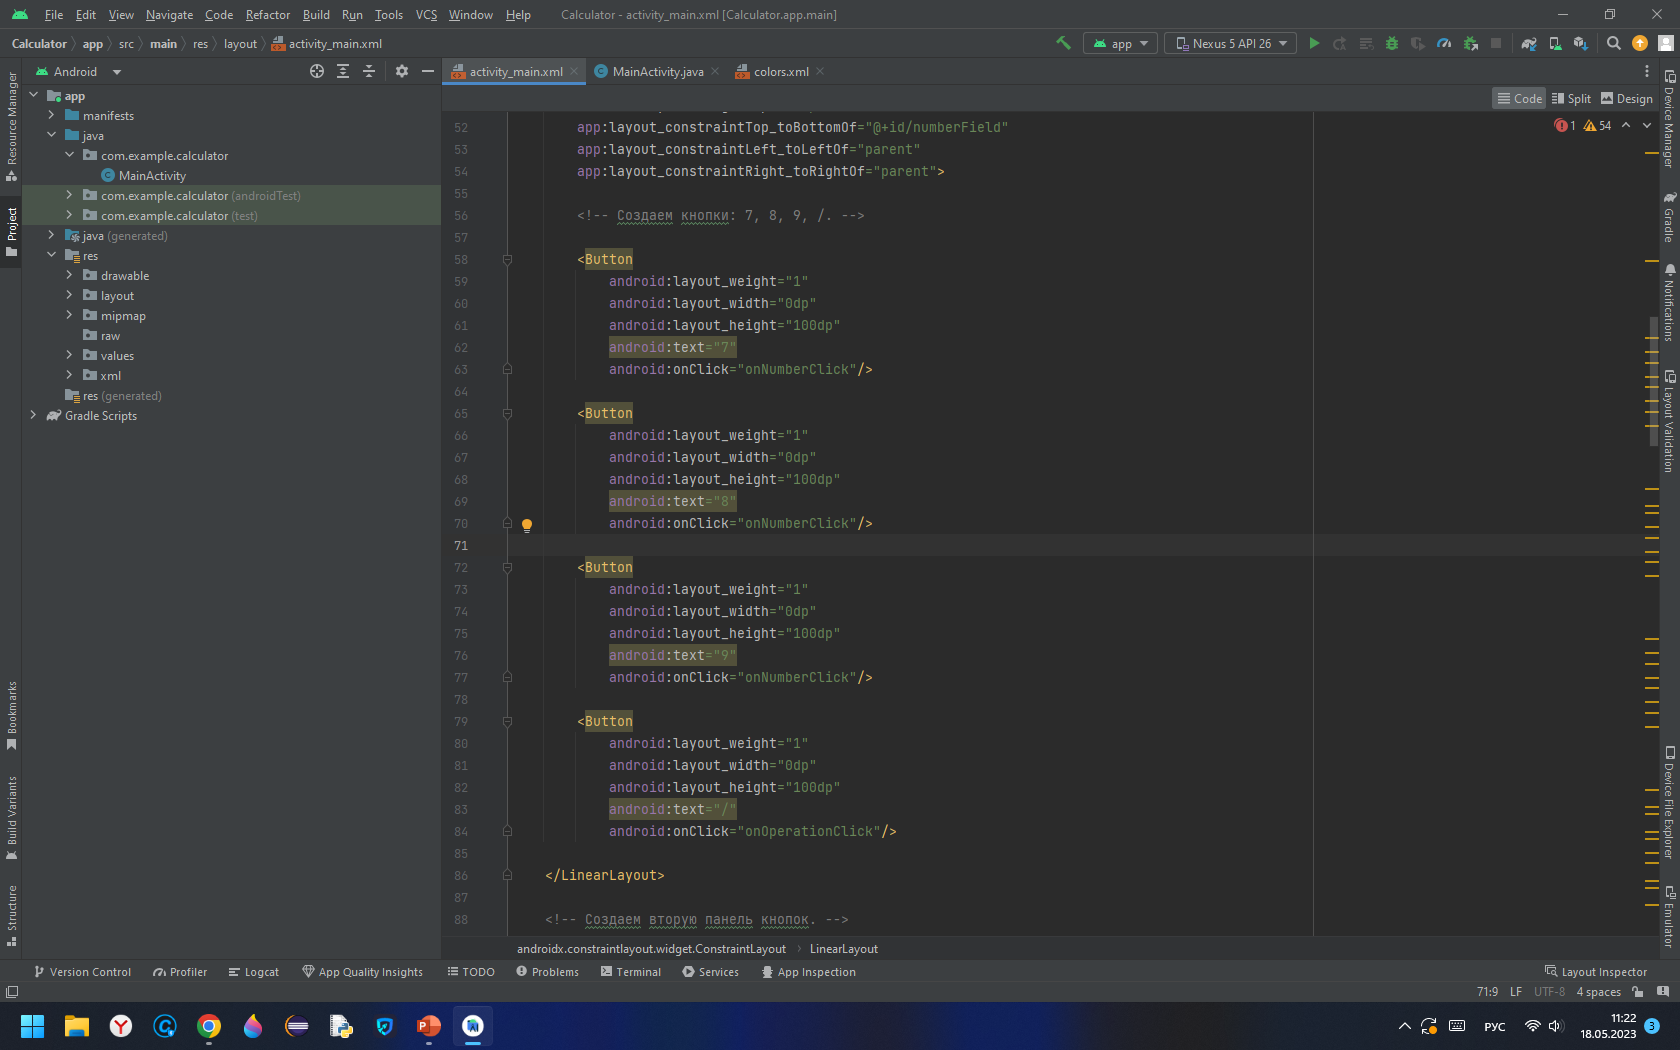 File Edit View Navigate Code Refactor Build Run Tools VCS Window Help Calculator - activity_main.xml [Calculator.app.main]
Calculator app src main res layout activity_main.xml app Nexus 5 API 26
Android
activity_main.xml MainActivity.java colors.xml
Code Split Design
1 54
app
manifests
java
com.example.calculator
MainActivity
com.example.calculator (androidTest)
com.example.calculator (test)
java (generated)
res
drawable
layout
mipmap
raw
values
xml
res (generated)
Gradle Scripts
Resource Manager
Project
Bookmarks
Build Variants
Structure
52 app:layout_constraintTop_toBottomOf="@+id/numberField"
53 app:layout_constraintLeft_toLeftOf="parent"
54 app:layout_constraintRight_toRightOf="parent">
55
56 <!-- Создаем кнопки: 7, 8, 9, /. -->
57
58 <Button
59 android:layout_weight="1"
60 android:layout_width="0dp"
61 android:layout_height="100dp"
62 android:text="7"
63 android:onClick="onNumberClick"/>
64
65 <Button
66 android:layout_weight="1"
67 android:layout_width="0dp"
68 android:layout_height="100dp"
69 android:text="8"
70 android:onClick="onNumberClick"/>
71
72 <Button
73 android:layout_weight="1"
74 android:layout_width="0dp"
75 android:layout_height="100dp"
76 android:text="9"
77 android:onClick="onNumberClick"/>
78
79 <Button
80 android:layout_weight="1"
81 android:layout_width="0dp"
82 android:layout_height="100dp"
83 android:text="/"
84 android:onClick="onOperationClick"/>
85
86 </LinearLayout>
87
88 <!-- Создаем вторую панель кнопок. -->
Device Manager
Gradle
Notifications
Layout Validation
Device File Explorer
Emulator
androidx.constraintlayout.widget.ConstraintLayout LinearLayout
Version Control Profiler Logcat App Quality Insights TODO Problems Terminal Services App Inspection Layout Inspector
71:9 LF UTF-8 4 spaces
РУС 11:22
18.05.2023 3